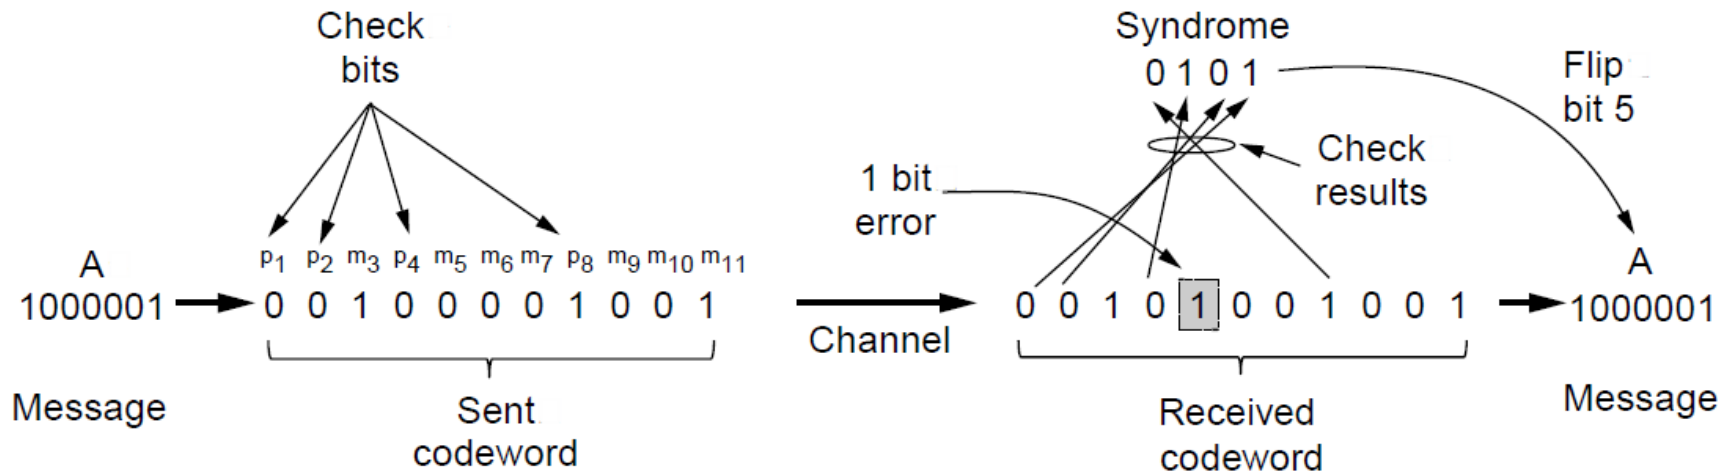 Check
bits
Syndrome
0 1 0 1
Flip
bit 5
Check
results
1 bit
error
A
1000001
p1 p2 m3 p4 m5 m6 m7 p8 m9 m10 m11
0 0 1 0 0 0 0 1 0 0 1
Channel
0 0 1 0 1 0 0 1 0 0 1
A
1000001
Message
Sent
codeword
Received
codeword
Message